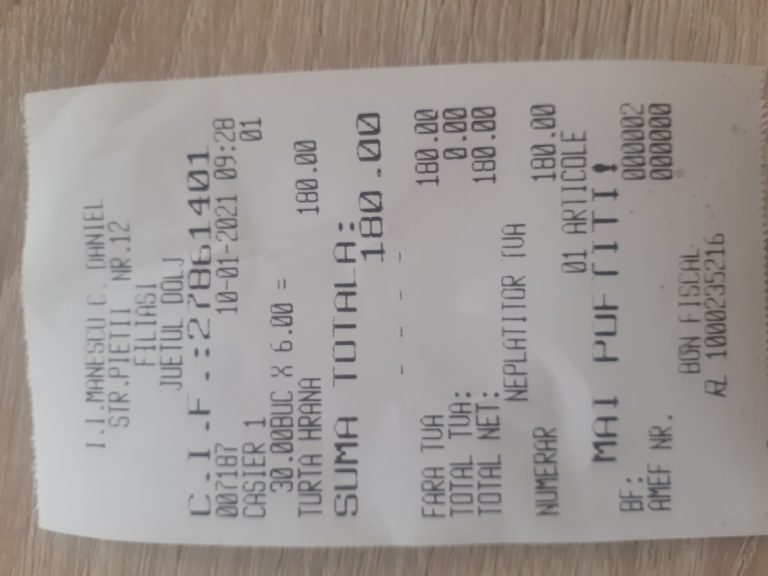 I.I.MANESCU C. DANIEL
STR.PIETII NR.12
FILIASI
JUETUL DOLJ
C.I.F.:27861401
007187 10-01-2021 09:28
CASIER 1 01
30.00BUC X 6.00 =
TURTA HRANA 180.00
SUMA TOTALA:
180.00
- - - -
FARA TVA 180.00
TOTAL TVA: 0.00
TOTAL NET: 180.00
NEPLATITOR TVA
NUMERAR 180.00
01 ARTICOLE
MAI POFTITI!
BF: 000002
AMEF NR. 000000
BON FISCAL
AZ 1000235216